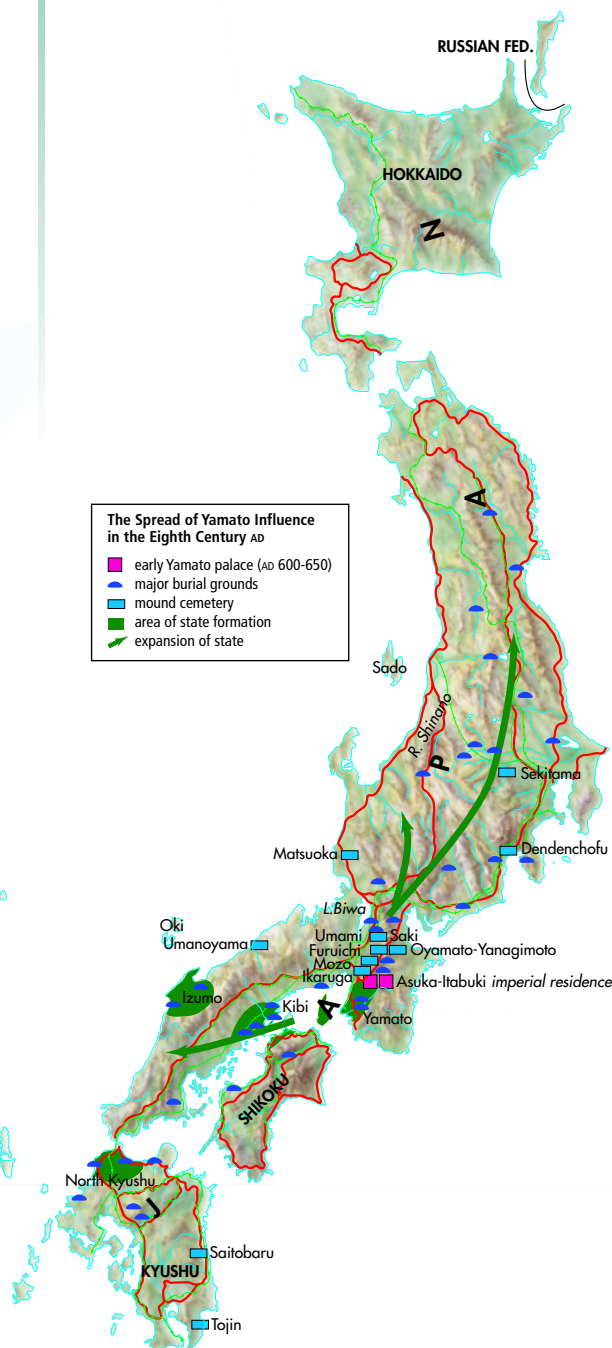 RUSSIAN FED.
HOKKAIDO
N
A
The Spread of Yamato Influence
in the Eighth Century AD
early Yamato palace (AD 600-650)
major burial grounds
mound cemetery
area of state formation
expansion of state
Sado
R. Shinano
P
Sekitama
Matsuoka
Dendenchofu
L.Biwa
Oki
Umanoyama
Umami
Saki
Furuichi
Oyamato-Yanagimoto
Mozo
Ikaruga
Asuka-Itabuki imperial residence
Izumo
Kibi
A
Yamato
SHIKOKU
North Kyushu
J
Saitobaru
KYUSHU
Tojin